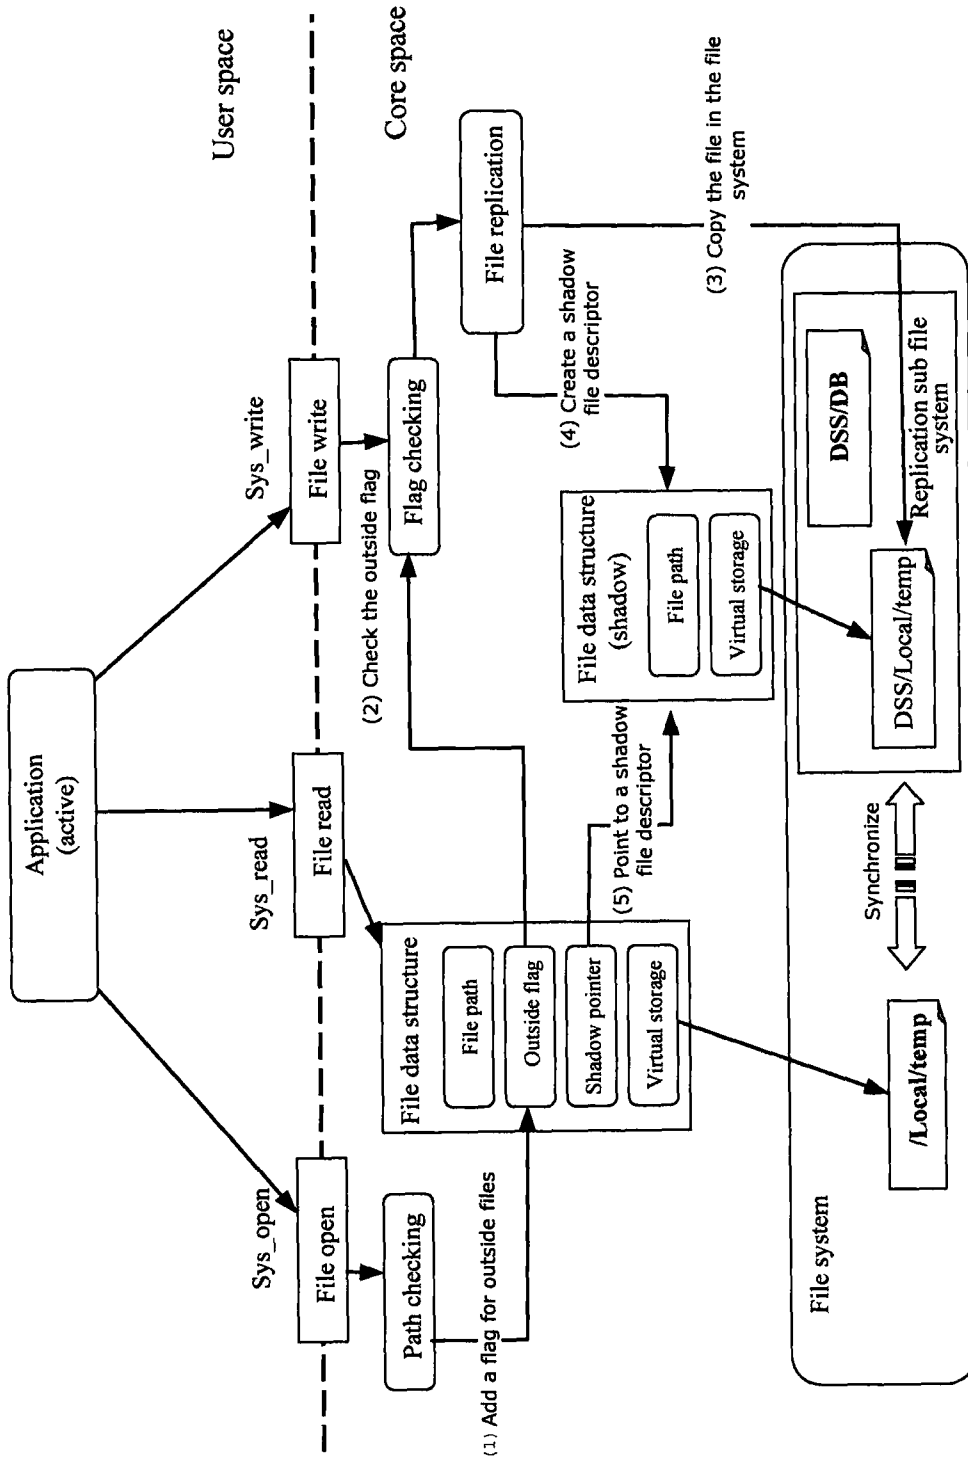 Application
(active)
Sys_open
Sys_read
Sys_write
User space
File open
File read
File write
Core space
Path checking
File data structure
File path
Outside flag
Shadow pointer
Virtual storage
(1) Add a flag for outside files
(2) Check the outside flag
Flag checking
File replication
(4) Create a shadow
file descriptor
(3) Copy the file in the file
system
(5) Point to a shadow
file descriptor
File data structure
(shadow)
File path
Virtual storage
File system
/Local/temp
Synchronize
DSS/Local/temp
DSS/DB
Replication sub file
system